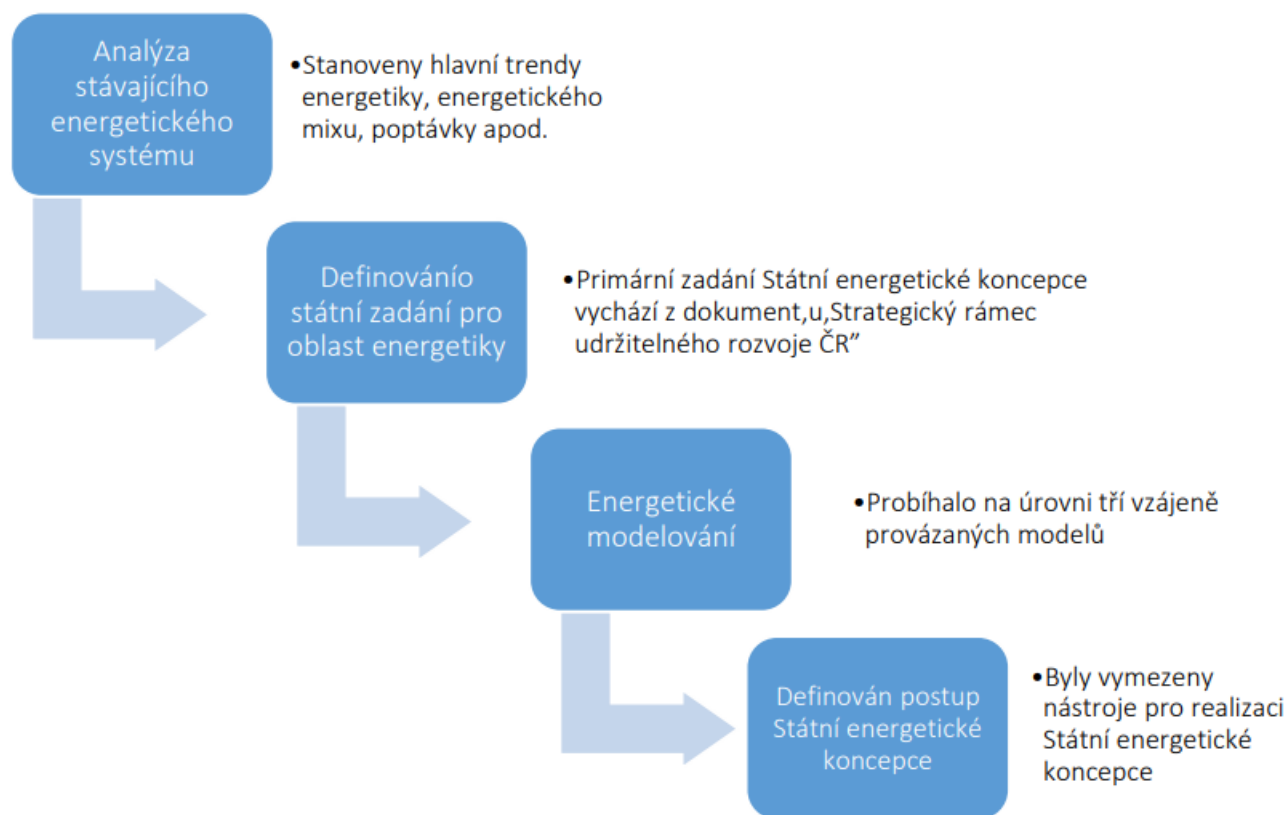 Analýza
stávajícího
energetického
systému
•Stanoveny hlavní trendy
energetiky, energetického
mixu, poptávky apod.
Definovánío
státní zadání pro
oblast energetiky
•Primární zadání Státní energetické koncepce
vychází z dokument,u,Strategický rámec
udržitelného rozvoje ČR”
Energetické
modelování
•Probíhalo na úrovni tří vzájeně
provázaných modelů
Definován postup
Státní energetické
koncepce
•Byly vymezeny
nástroje pro realizaci
Státní energetické
koncepce